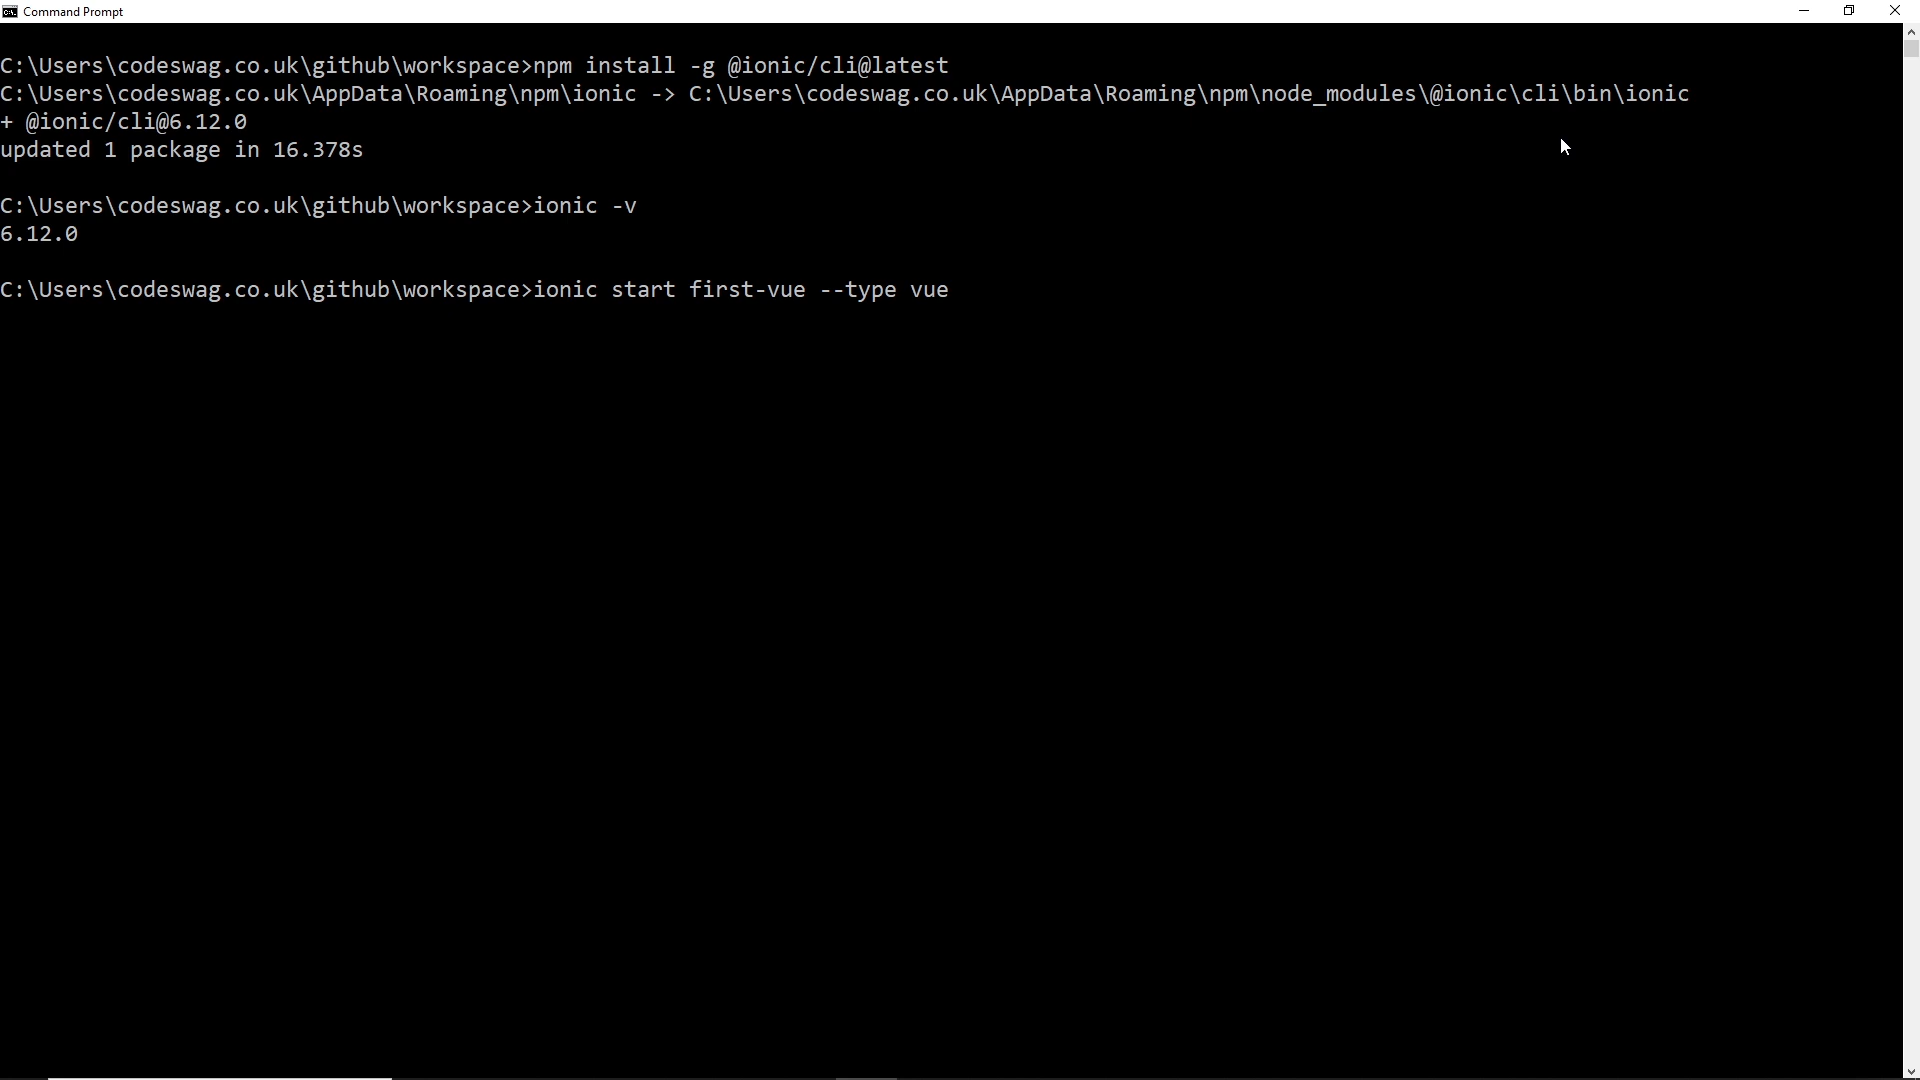 Command Prompt
C:\Users\codeswag.co.uk\github\workspace>npm install -g @ionic/cli@latest
C:\Users\codeswag.co.uk\AppData\Roaming\npm\ionic -> C:\Users\codeswag.co.uk\AppData\Roaming\npm\node_modules\@ionic\cli\bin\ionic
+ @ionic/cli@6.12.0
updated 1 package in 16.378s
C:\Users\codeswag.co.uk\github\workspace>ionic -v
6.12.0
C:\Users\codeswag.co.uk\github\workspace>ionic start first-vue --type vue